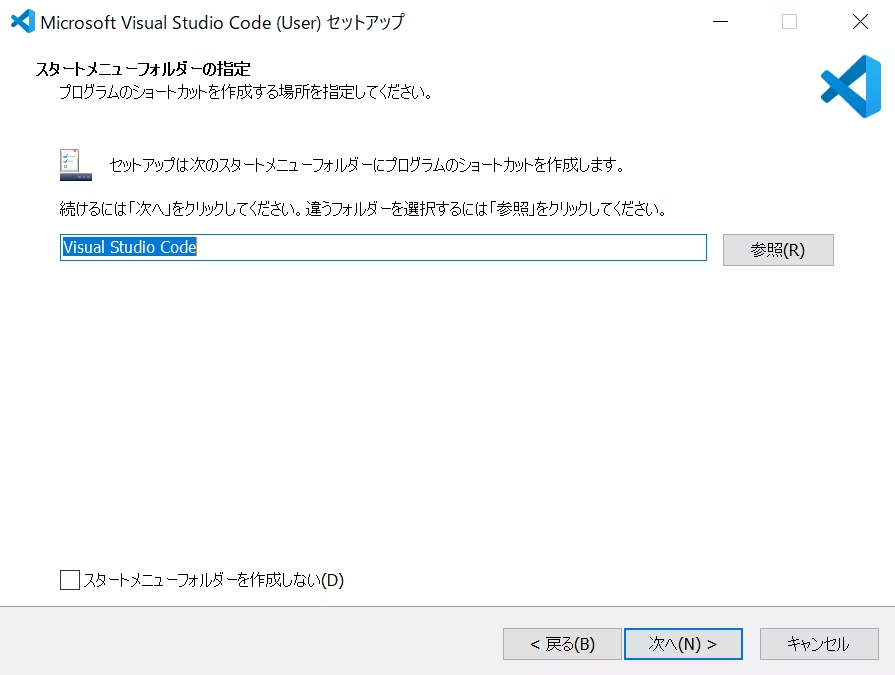 Microsoft Visual Studio Code (User) セットアップ
スタートメニューフォルダーの指定
プログラムのショートカットを作成する場所を指定してください。
セットアップは次のスタートメニューフォルダーにプログラムのショートカットを作成します。
続けるには「次へ」をクリックしてください。違うフォルダーを選択するには「参照」をクリックしてください。
Visual Studio Code
参照(R)
スタートメニューフォルダーを作成しない(D)
< 戻る(B)
次へ(N) >
キャンセル